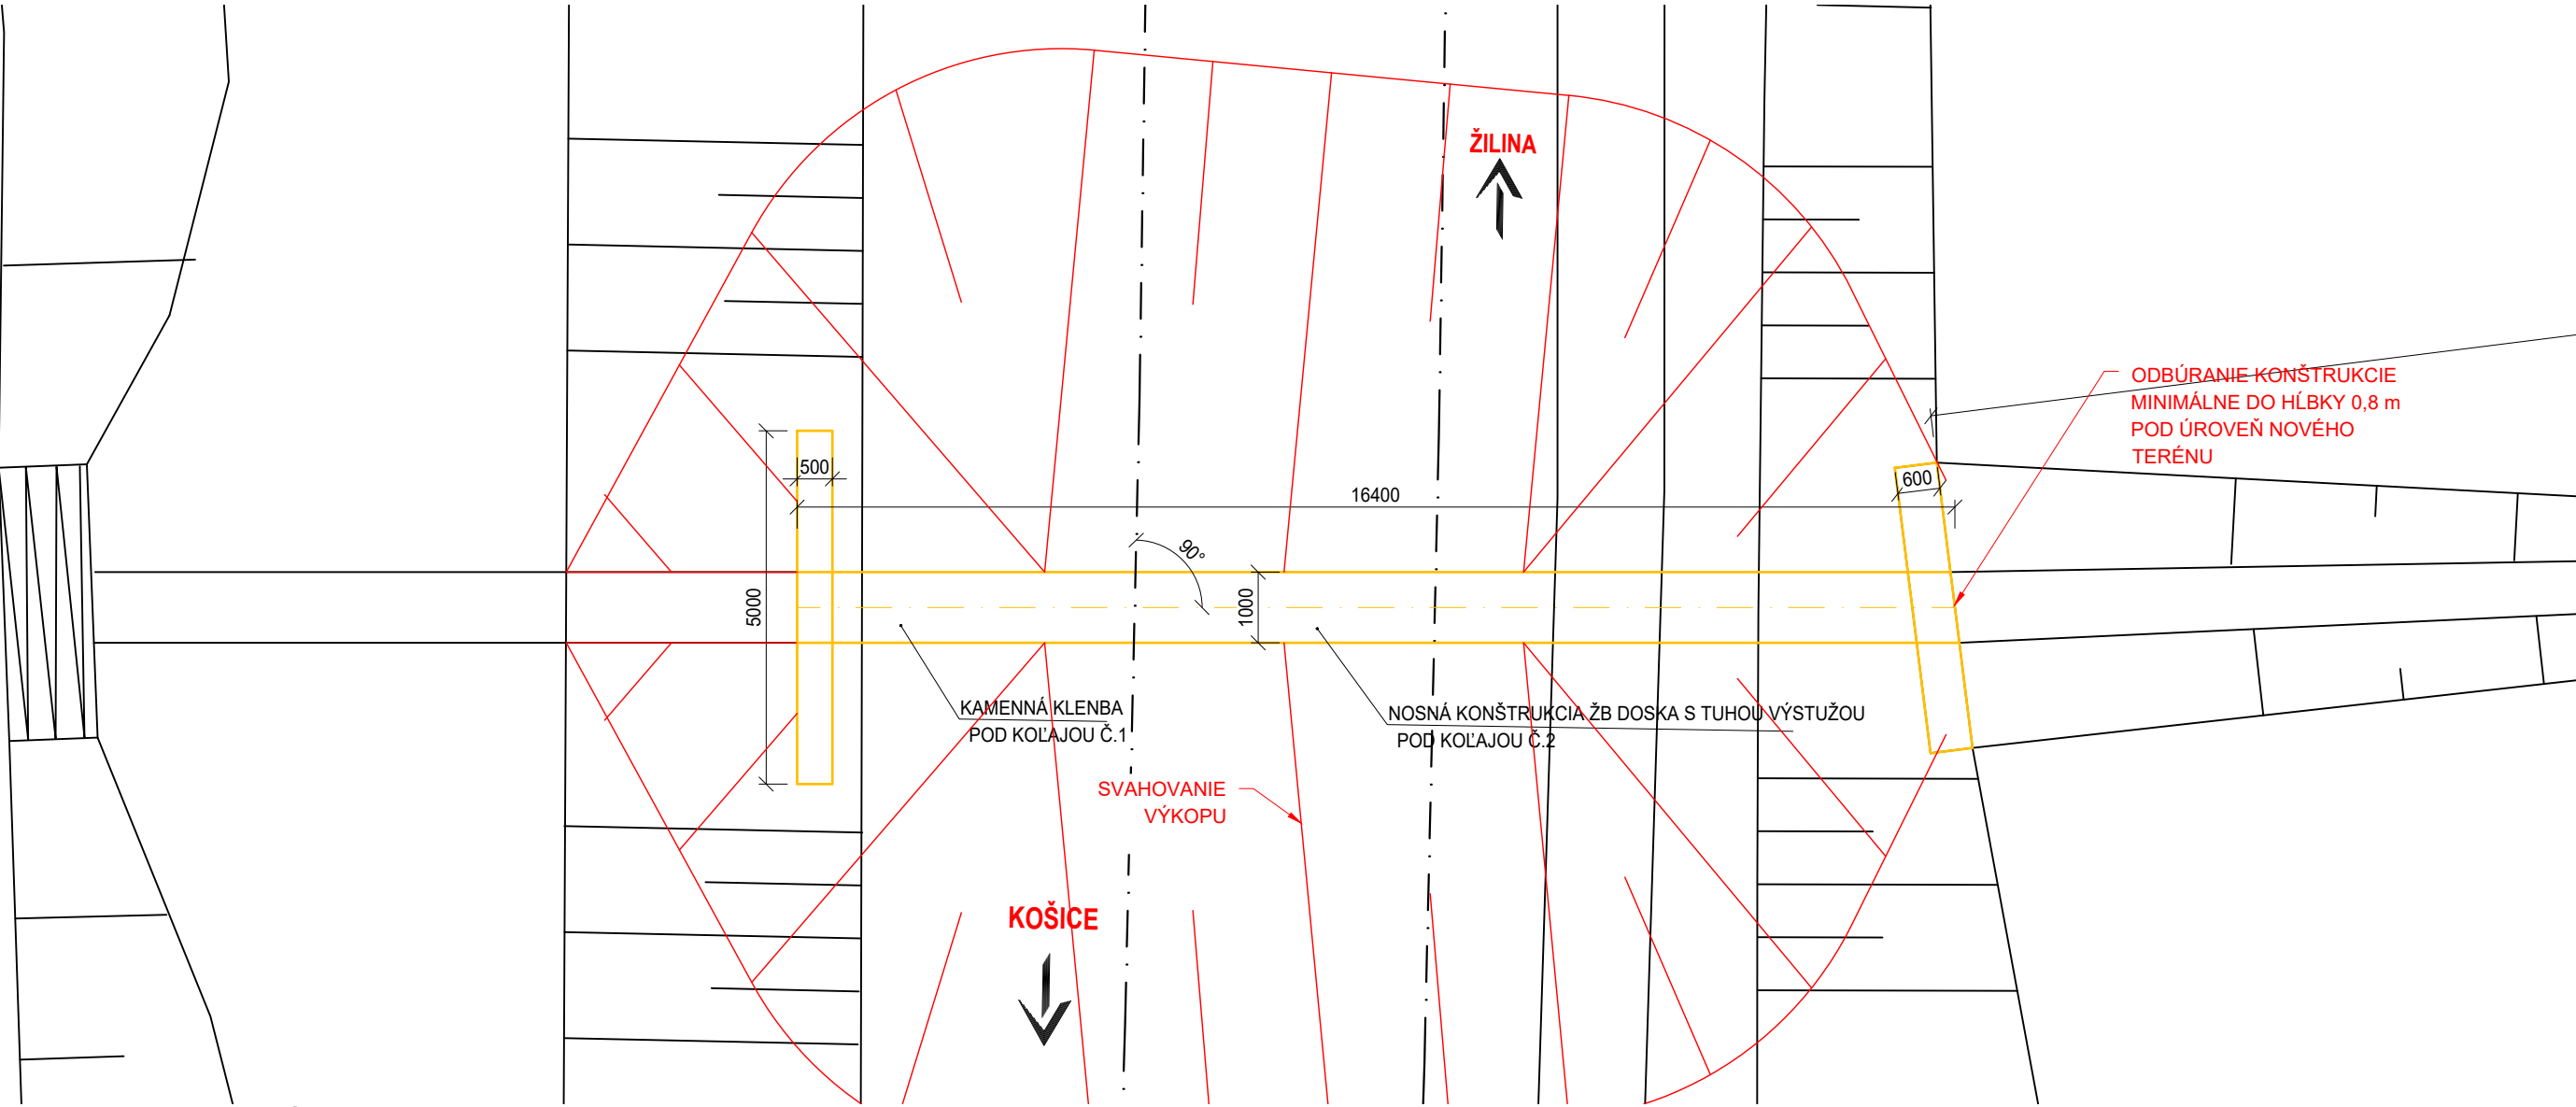 ŽILINA
ODBÚRANIE KONŠTRUKCIE
MINIMÁLNE DO HĹBKY 0,8 m
POD ÚROVEŇ NOVÉHO
TERÉNU
500
600
16400
90°
5000
1000
KAMENNÁ KLENBA
POD KOĽAJOU Č.1
NOSNÁ KONŠTRUKCIA ŽB DOSKA S TUHOU VÝSTUŽOU
POD KOĽAJOU Č.2
SVAHOVANIE
VÝKOPU
KOŠICE